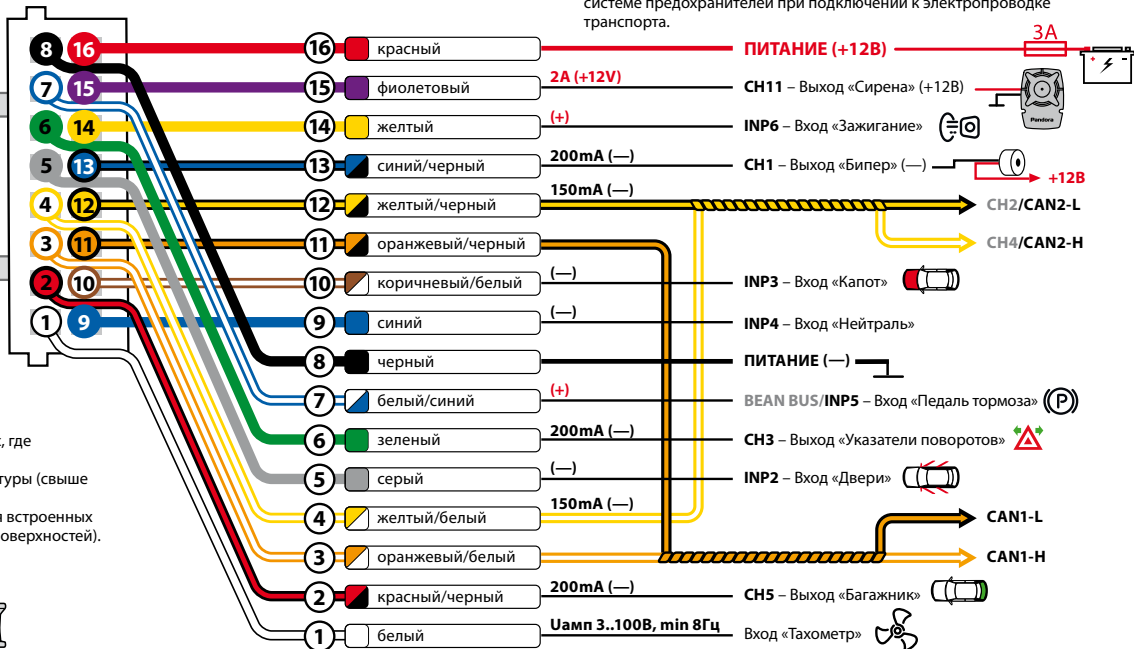 системе предохранителей при подключении к электропроводке
транспорта.
8 16
7 15
6 14
5 13
4 12
3 11
2 10
1 9
16 красный ПИТАНИЕ (+12В) 3А
+ -
15 фиолетовый 2A (+12V) CH11 – Выход «Сирена» (+12В)
Pandora
14 желтый (+) INP6 – Вход «Зажигание»
13 синий/черный 200mA (—) CH1 – Выход «Бипер» (—) +12В
12 желтый/черный 150mA (—) CH2/CAN2-L
11 оранжевый/черный CH4/CAN2-H
10 коричневый/белый (—) INP3 – Вход «Капот»
9 синий (—) INP4 – Вход «Нейтраль»
8 черный ПИТАНИЕ (—)
7 белый/синий (+) BEAN BUS/INP5 – Вход «Педаль тормоза» (P)
6 зеленый 200mA (—) CH3 – Выход «Указатели поворотов»
5 серый (—) INP2 – Вход «Двери»
4 желтый/белый 150mA (—) CAN1-L
3 оранжевый/белый CAN1-H
2 красный/черный 200mA (—) CH5 – Выход «Багажник»
1 белый Uамп 3..100В, min 8Гц Вход «Тахометр»
, где
туры (свыше
встроенных
оверхностей).